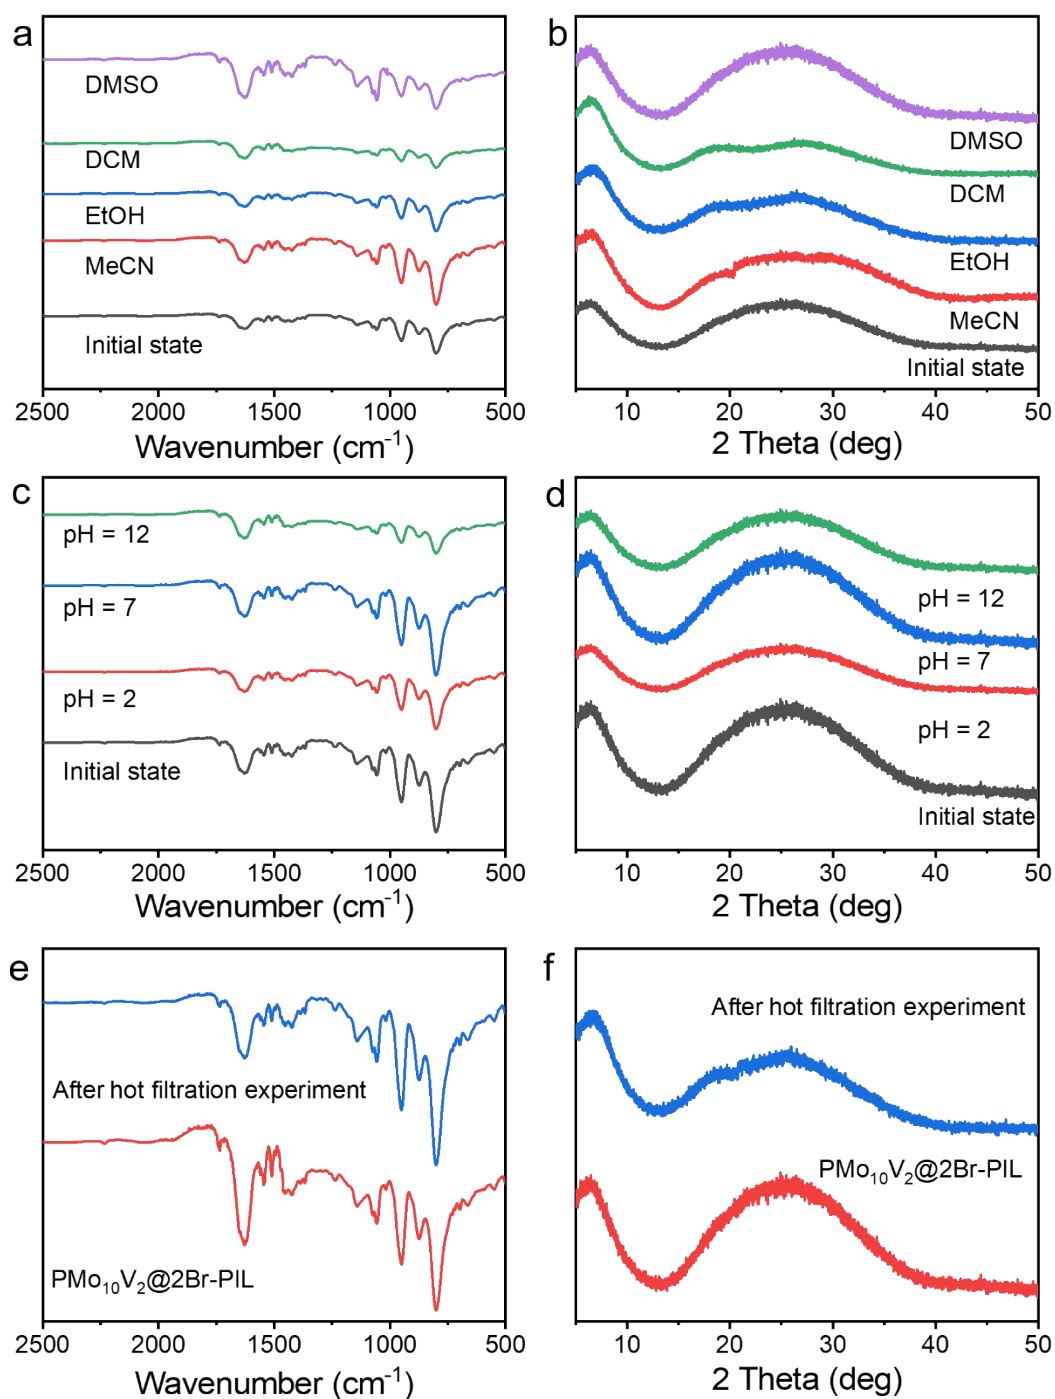 a
DMSO
DCM
EtOH
MeCN
Initial state
2500 2000 1500 1000 500
Wavenumber (cm⁻¹)
b
DMSO
DCM
EtOH
MeCN
Initial state
10 20 30 40 50
2 Theta (deg)
c
pH = 12
pH = 7
pH = 2
Initial state
2500 2000 1500 1000 500
Wavenumber (cm⁻¹)
d
pH = 12
pH = 7
pH = 2
Initial state
10 20 30 40 50
2 Theta (deg)
e
After hot filtration experiment
PMo₁₀V₂@2Br-PIL
2500 2000 1500 1000 500
Wavenumber (cm⁻¹)
f
After hot filtration experiment
PMo₁₀V₂@2Br-PIL
10 20 30 40 50
2 Theta (deg)